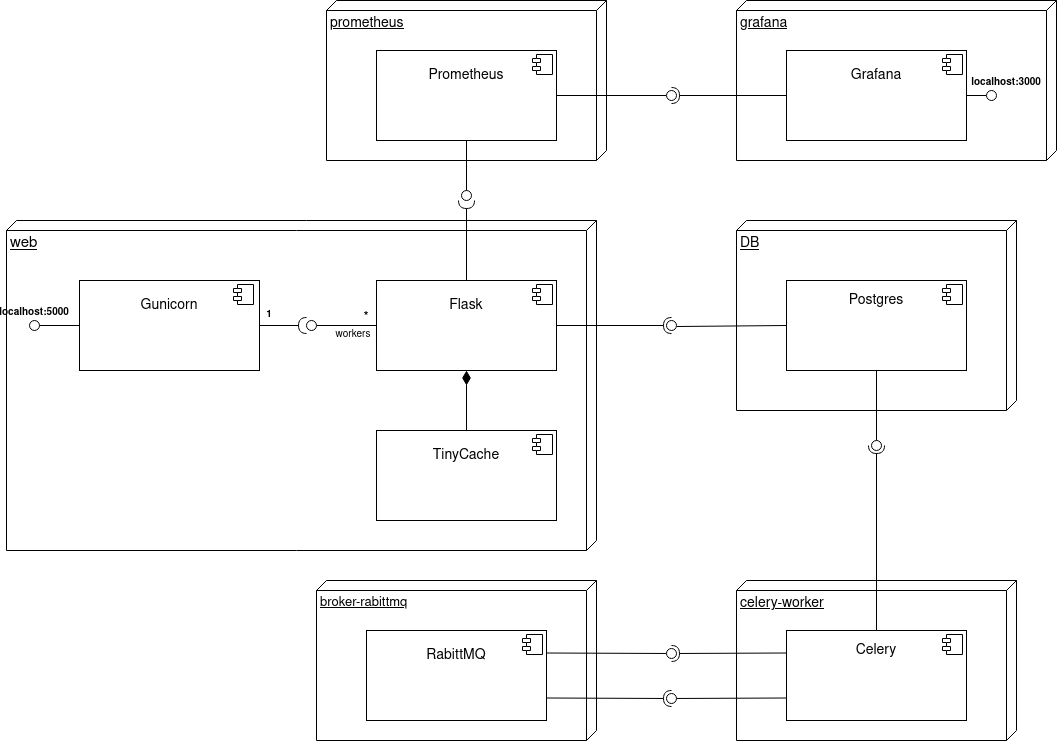 prometheus
grafana
Prometheus
Grafana
localhost:3000
web
DB
Gunicorn
Flask
Postgres
localhost:5000
1
*
workers
TinyCache
broker-rabittmq
celery-worker
RabittMQ
Celery